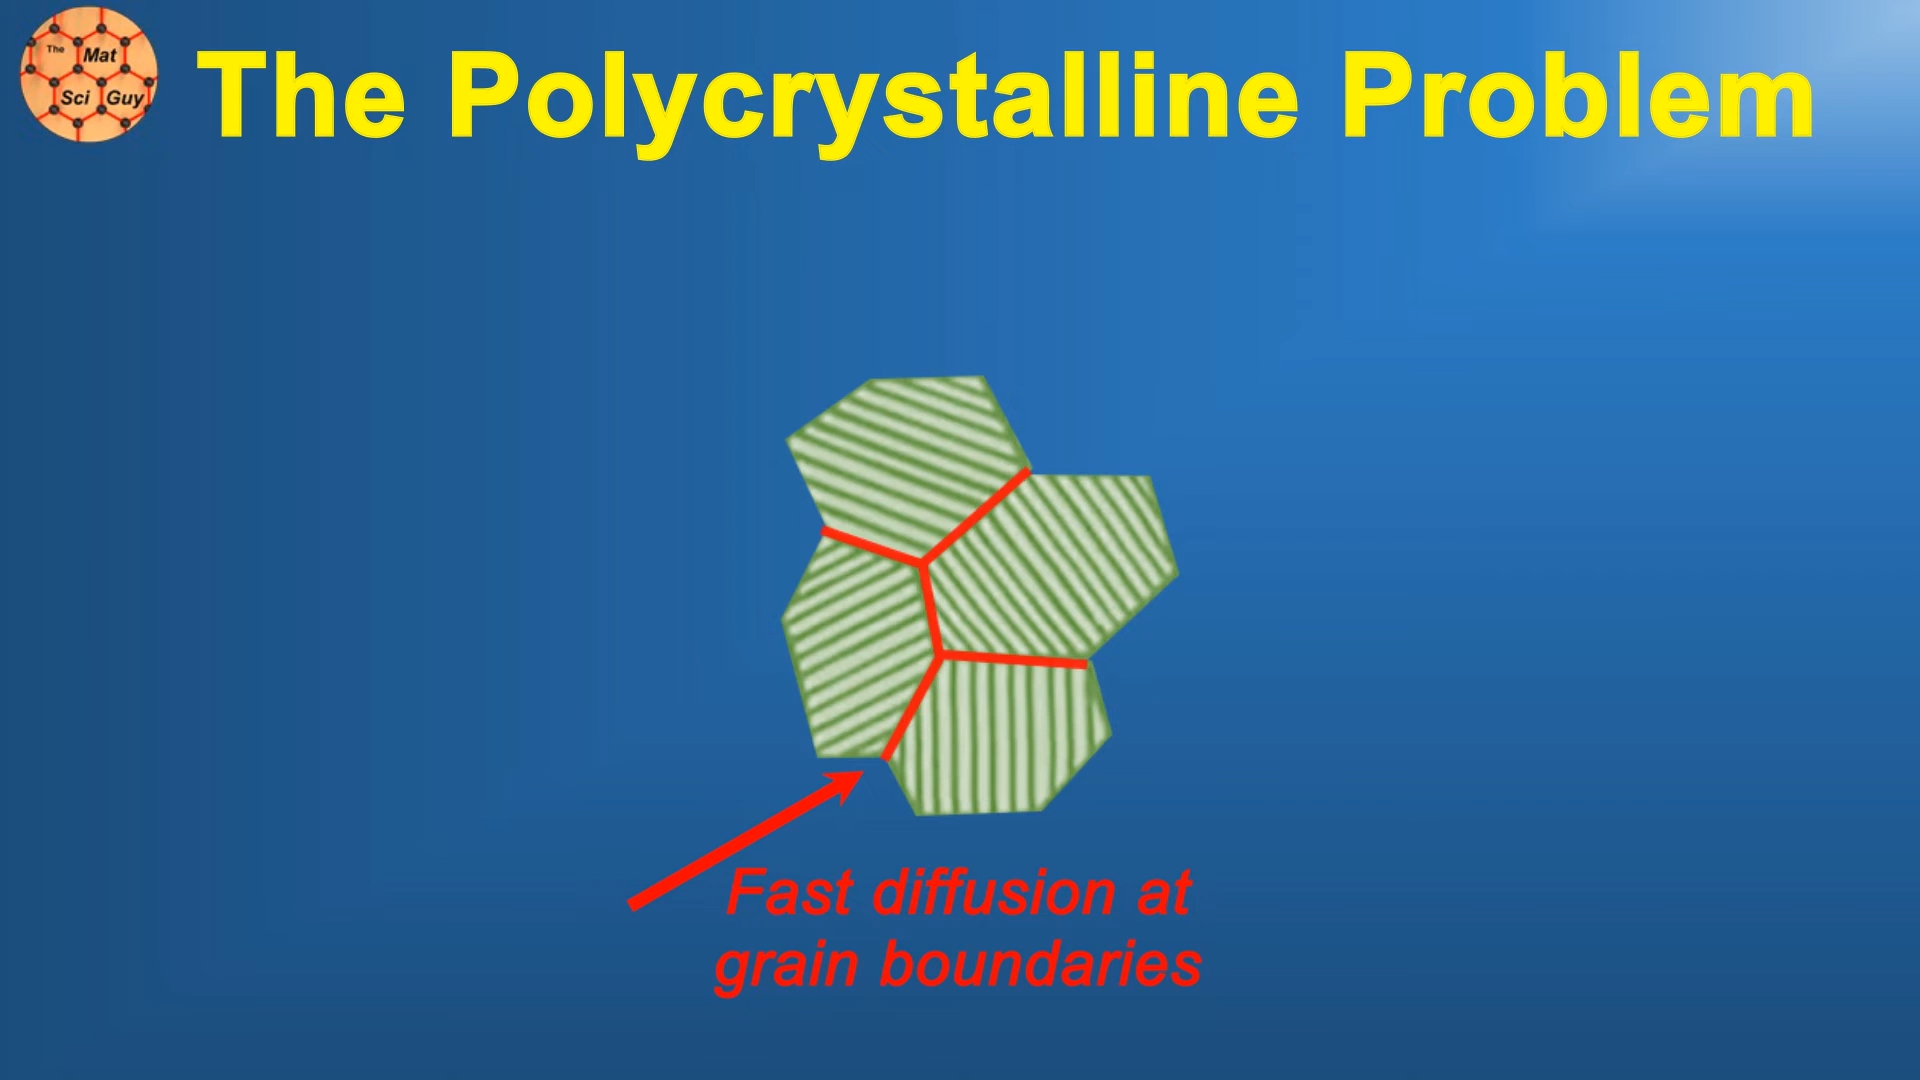 The
Mat
Sci Guy
The Polycrystalline Problem
Fast diffusion at
grain boundaries